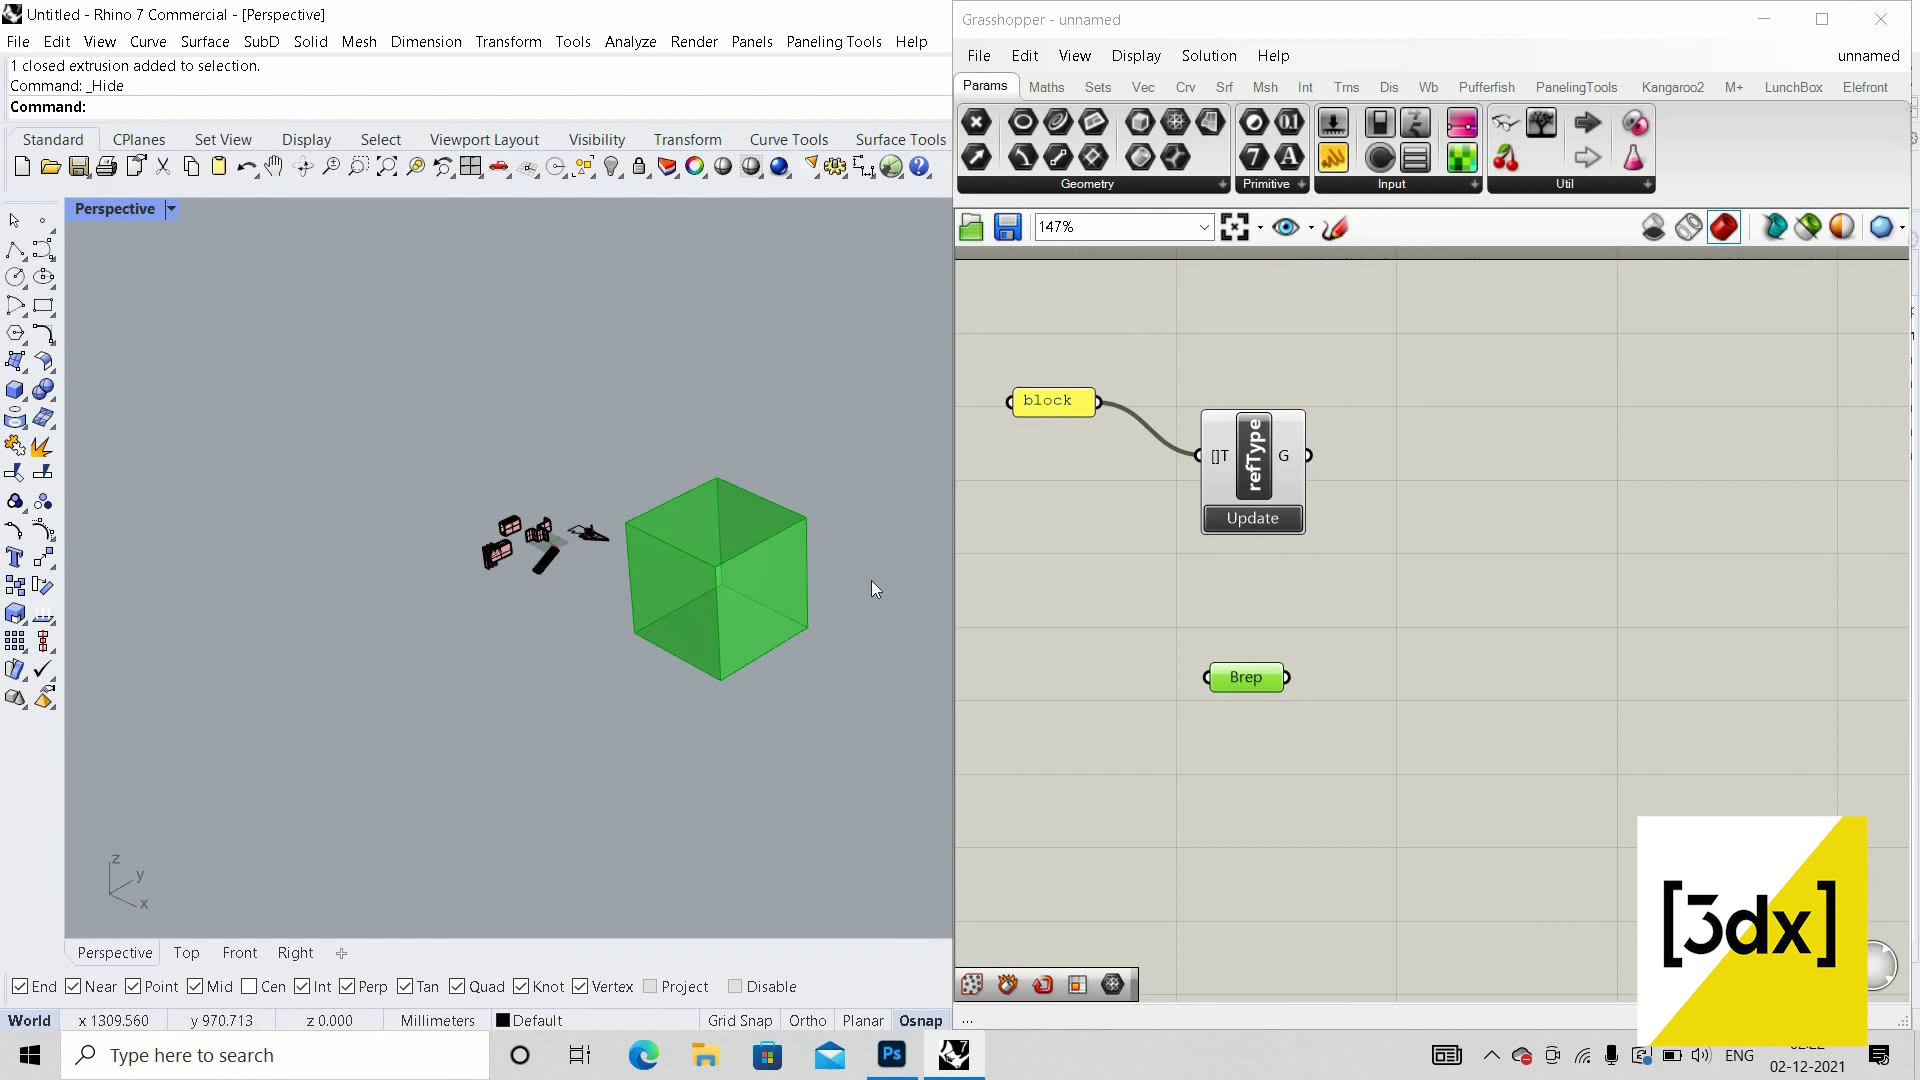 Untitled - Rhino 7 Commercial - [Perspective]
File Edit View Curve Surface SubD Solid Mesh Dimension Transform Tools Analyze Render Panels Paneling Tools Help
1 closed extrusion added to selection.
Command: _Hide
Command:
Standard CPlanes Set View Display Select Viewport Layout Visibility Transform Curve Tools Surface Tools
Perspective
z
y
x
Perspective Top Front Right
End Near Point Mid Cen Int Perp Tan Quad Knot Vertex Project Disable
World x 1309.560 y 970.713 z 0.000 Millimeters Default Grid Snap Ortho Planar Osnap
Grasshopper - unnamed
File Edit View Display Solution Help unnamed
Params Maths Sets Vec Crv Srf Msh Int Trns Dis Wb Pufferfish PanelingTools Kangaroo2 M+ LunchBox Elefront
Geometry Primitive Input Util
147%
block
[]T refType G
Update
Brep
[3dx]
...
Type here to search
Ps
ENG
02-12-2021